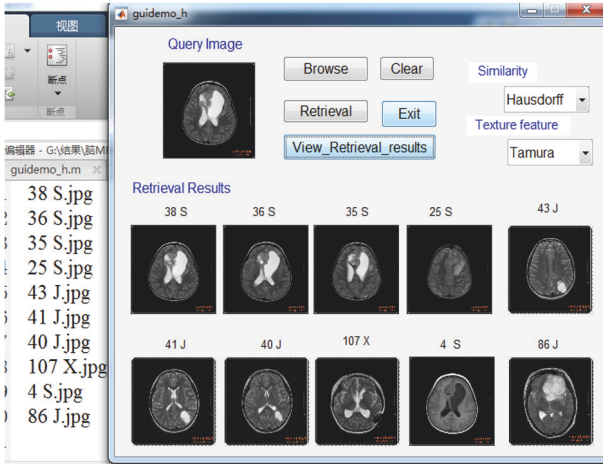 视图
断点
断点
编辑器 - G:\结果\脑MF
guidemo_h.m
38 S.jpg
36 S.jpg
35 S.jpg
25 S.jpg
43 J.jpg
41 J.jpg
40 J.jpg
107 X.jpg
4 S.jpg
86 J.jpg
guidemo_h
Query Image
Browse
Clear
Retrieval
Exit
View_Retrieval_results
Similarity
Hausdorff
Texture feature
Tamura
Retrieval Results
38 S
36 S
35 S
25 S
43 J
41 J
40 J
107 X
4 S
86 J